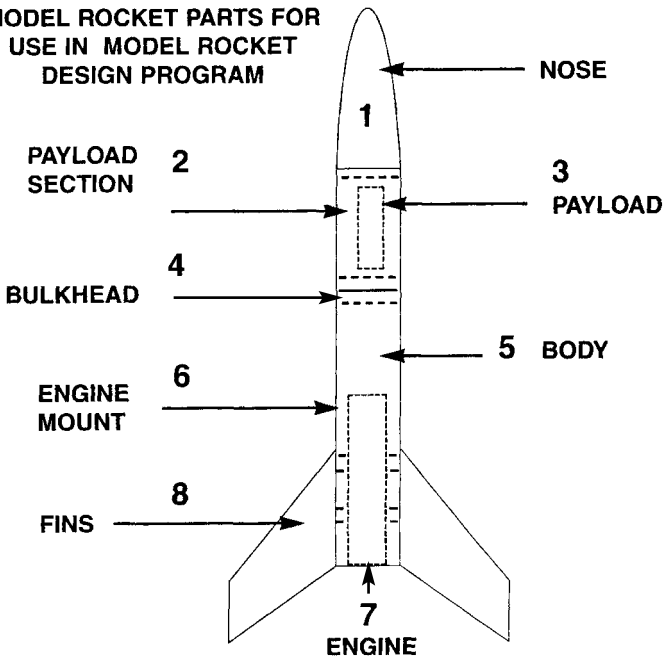 MODEL ROCKET PARTS FOR
USE IN MODEL ROCKET
DESIGN PROGRAM
NOSE
1
PAYLOAD
SECTION
2
3
PAYLOAD
4
BULKHEAD
5 BODY
6
ENGINE
MOUNT
8
FINS
7
ENGINE